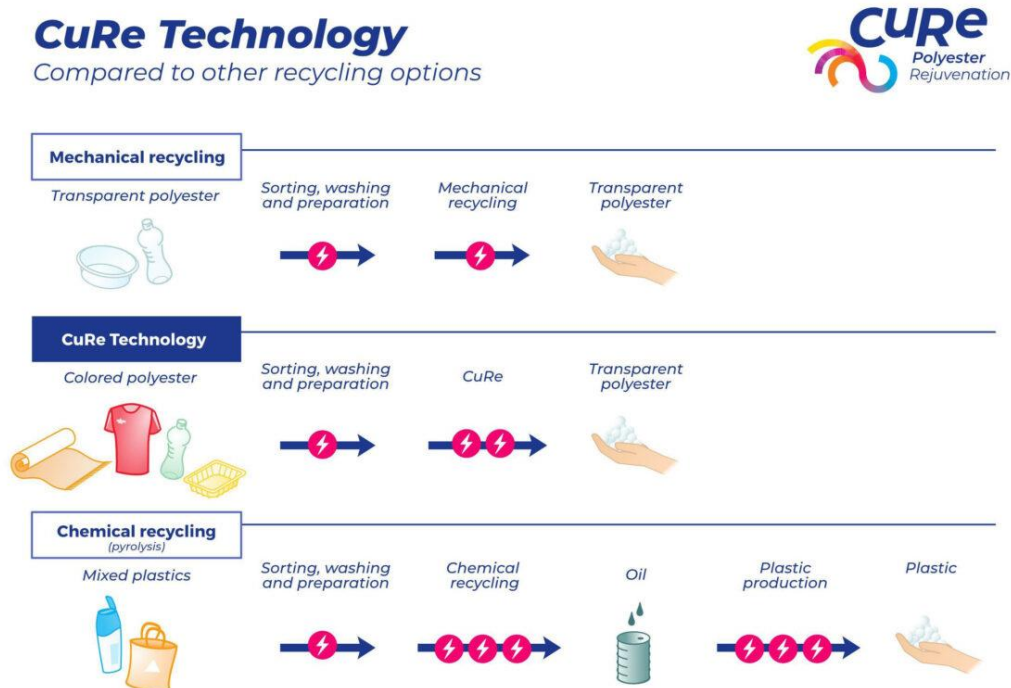 CuRe Technology
Compared to other recycling options
CuRe
Polyester
Rejuvenation
Mechanical recycling
Transparent polyester
Sorting, washing
and preparation
Mechanical
recycling
Transparent
polyester
CuRe Technology
Colored polyester
Sorting, washing
and preparation
CuRe
Transparent
polyester
Chemical recycling
(pyrolysis)
Mixed plastics
Sorting, washing
and preparation
Chemical
recycling
Oil
Plastic
production
Plastic